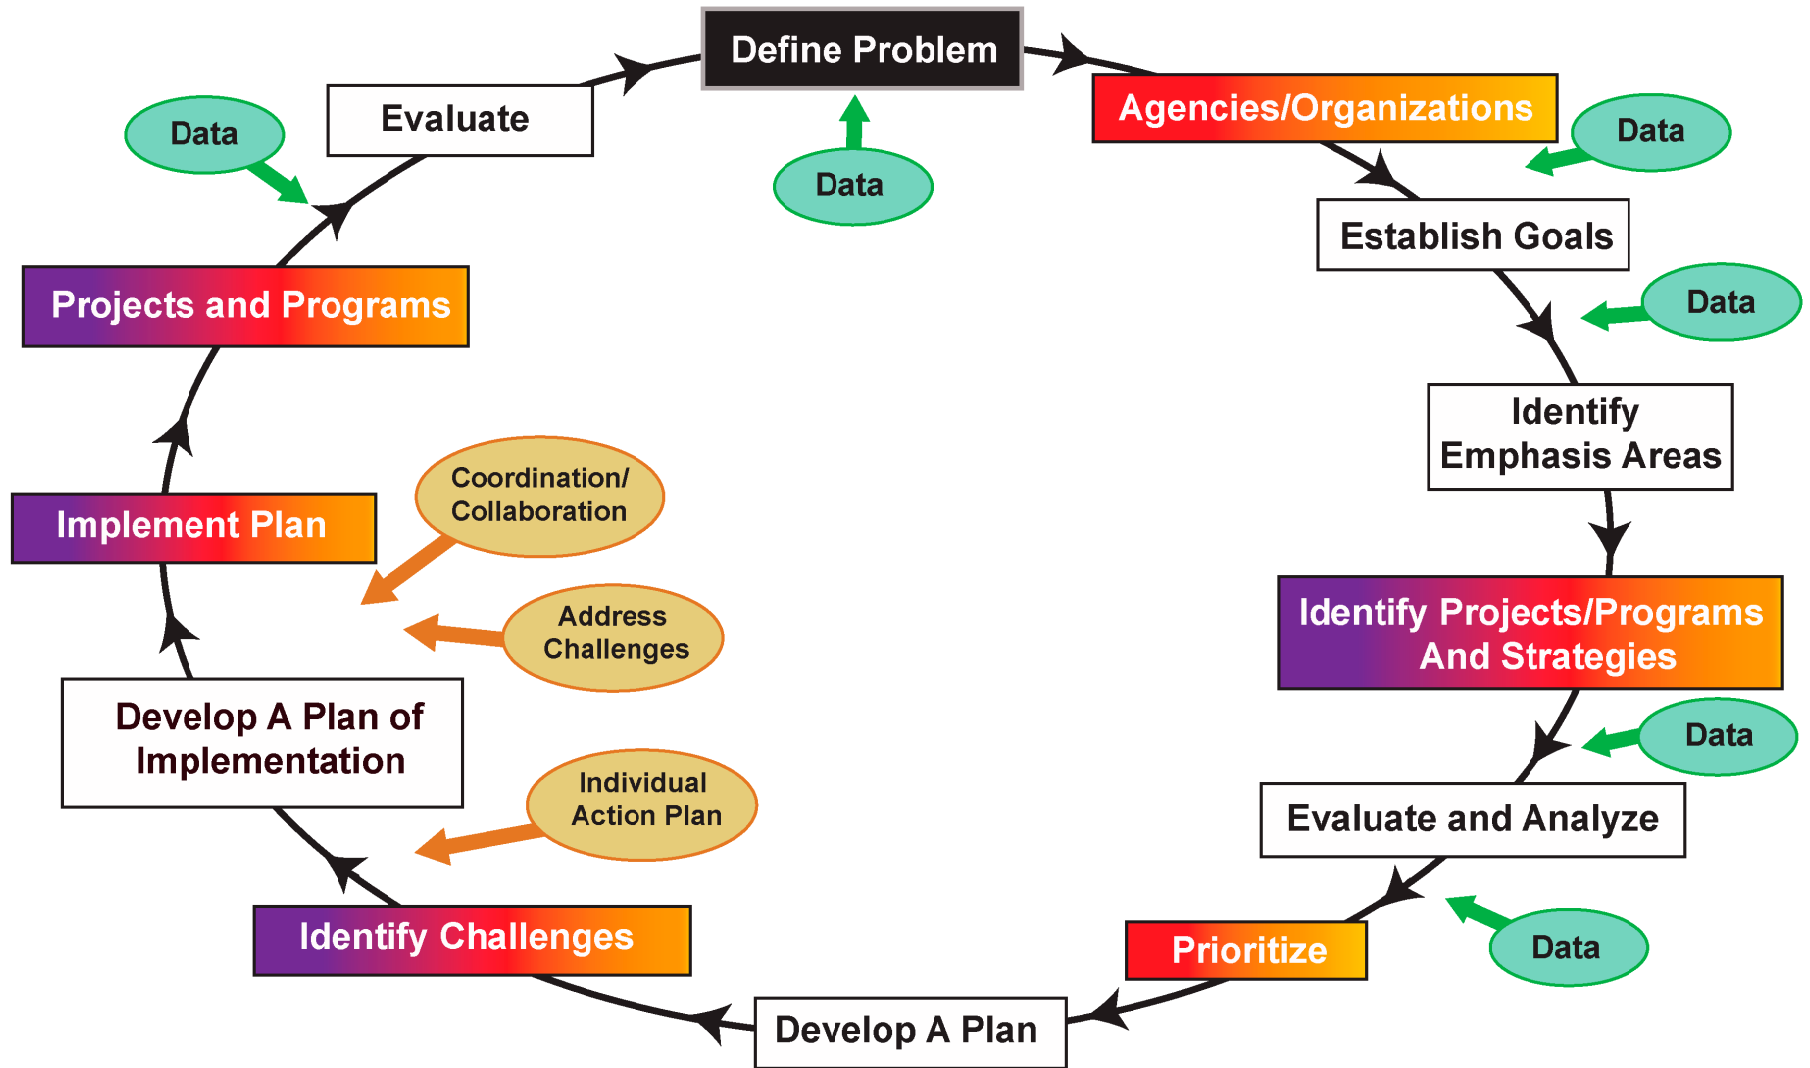 Define Problem
Agencies/Organizations
Data
Establish Goals
Data
Identify
Emphasis Areas
Identify Projects/Programs
And Strategies
Data
Evaluate and Analyze
Data
Prioritize
Develop A Plan
Identify Challenges
Individual
Action Plan
Develop A Plan of
Implementation
Address
Challenges
Coordination/
Collaboration
Implement Plan
Projects and Programs
Data
Evaluate
Data